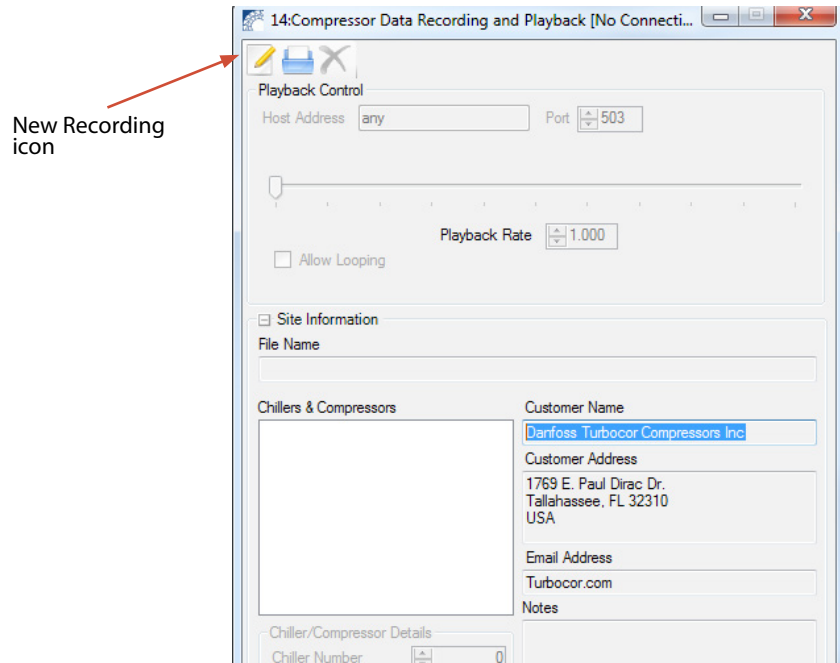 14:Compressor Data Recording and Playback [No Connecti...
New Recording
icon
Playback Control
Host Address any Port 503
Playback Rate 1.000
Allow Looping
Site Information
File Name
Chillers & Compressors
Customer Name
Danfoss Turbocor Compressors Inc
Customer Address
1769 E. Paul Dirac Dr.
Tallahassee, FL 32310
USA
Email Address
Turbocor.com
Notes
Chiller/Compressor Details
Chiller Number 0